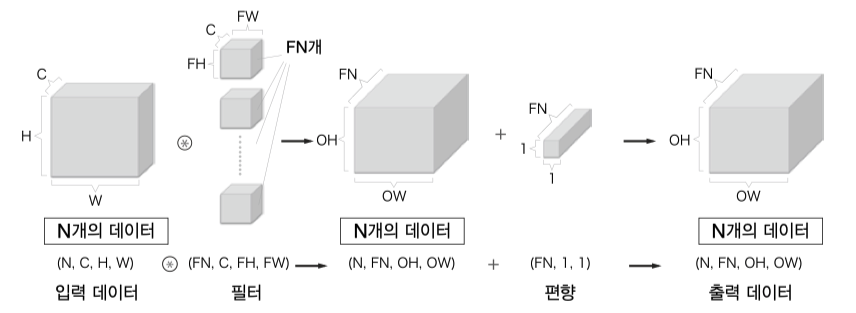 FW
C
FH
FN개
C
H
W
⊛
FN
OH
OW
+
FN
1
1
FN
OH
OW
N개의 데이터
N개의 데이터
N개의 데이터
(N, C, H, W) ⊛ (FN, C, FH, FW) → (N, FN, OH, OW) + (FN, 1, 1) → (N, FN, OH, OW)
입력 데이터 필터 편향 출력 데이터